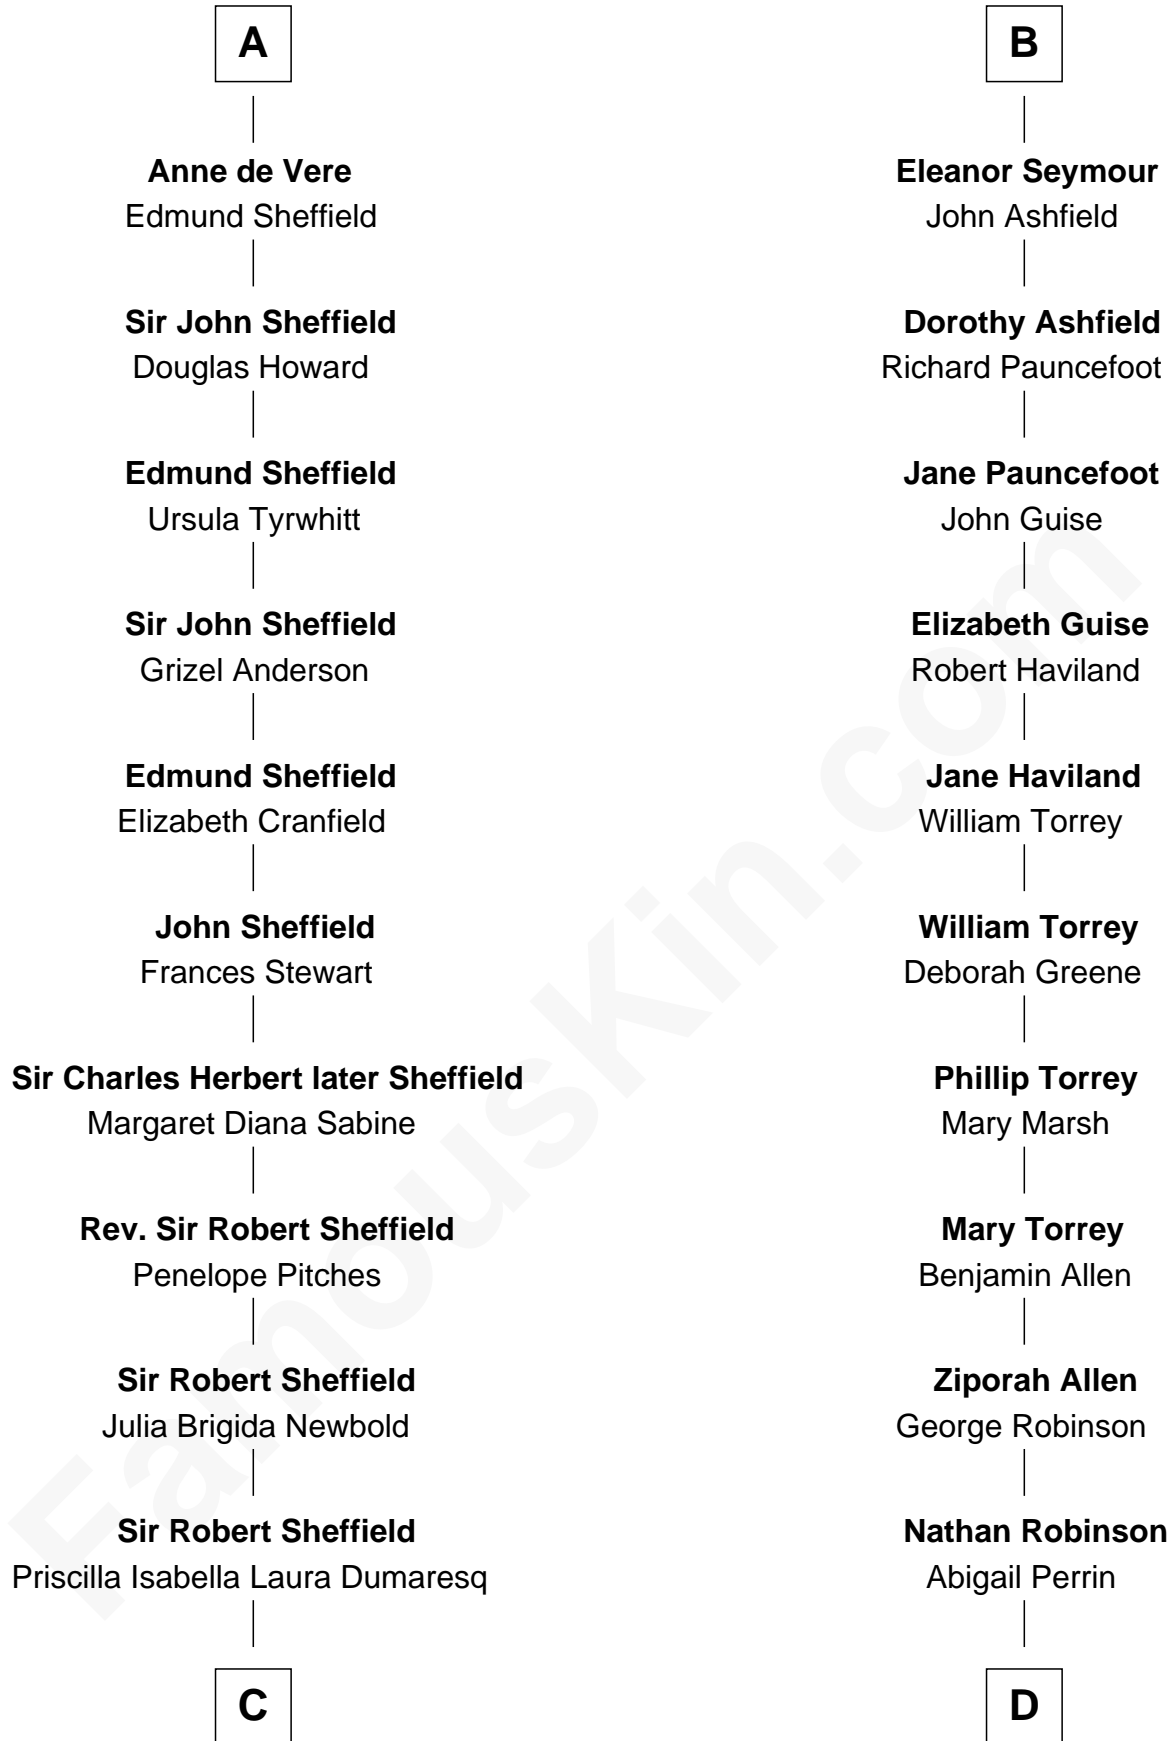 A
Anne de Vere
Edmund Sheffield
Sir John Sheffield
Douglas Howard
Edmund Sheffield
Ursula Tyrwhitt
Sir John Sheffield
Grizel Anderson
Edmund Sheffield
Elizabeth Cranfield
John Sheffield
Frances Stewart
Sir Charles Herbert later Sheffield
Margaret Diana Sabine
Rev. Sir Robert Sheffield
Penelope Pitches
Sir Robert Sheffield
Julia Brigida Newbold
Sir Robert Sheffield
Priscilla Isabella Laura Dumaresq
C
B
Eleanor Seymour
John Ashfield
Dorothy Ashfield
Richard Pauncefoot
Jane Pauncefoot
John Guise
Elizabeth Guise
Robert Haviland
Jane Haviland
William Torrey
William Torrey
Deborah Greene
Phillip Torrey
Mary Marsh
Mary Torrey
Benjamin Allen
Ziporah Allen
George Robinson
Nathan Robinson
Abigail Perrin
D
FamousKin.com